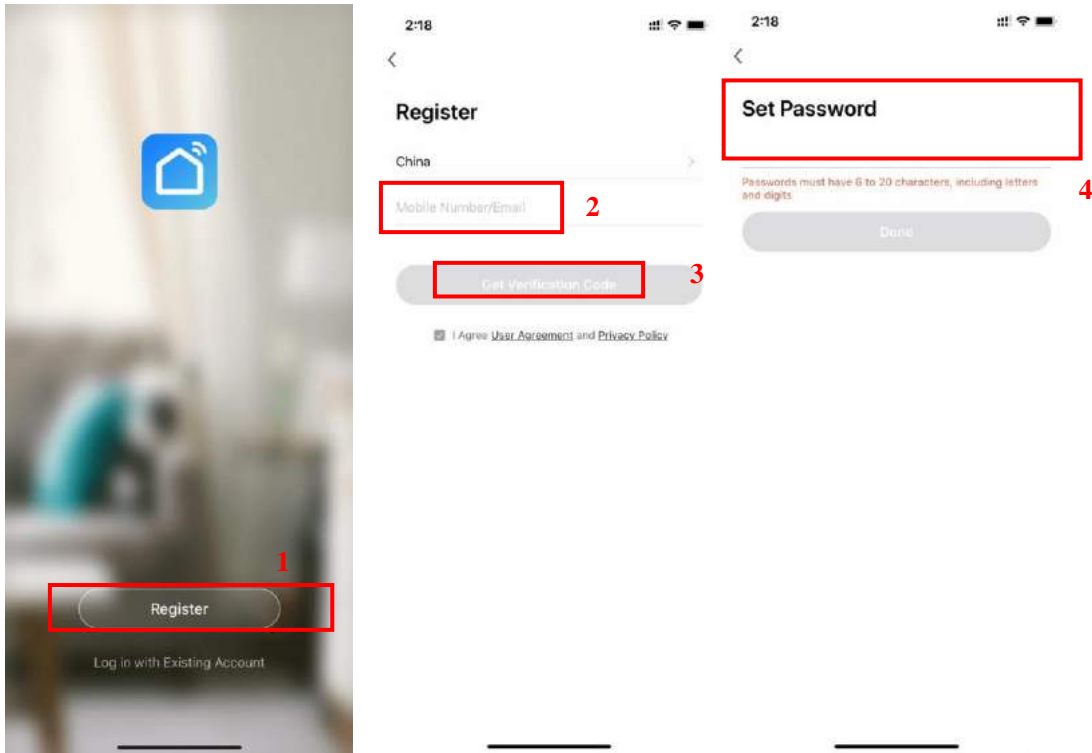 1
Register
Log in with Existing Account
2:18
Register
China
Mobile Number/Email
2
Get Verification Code
3
I Agree User Agreement and Privacy Policy
2:18
Set Password
Passwords must have 6 to 20 characters, including letters
and digits
4
Done